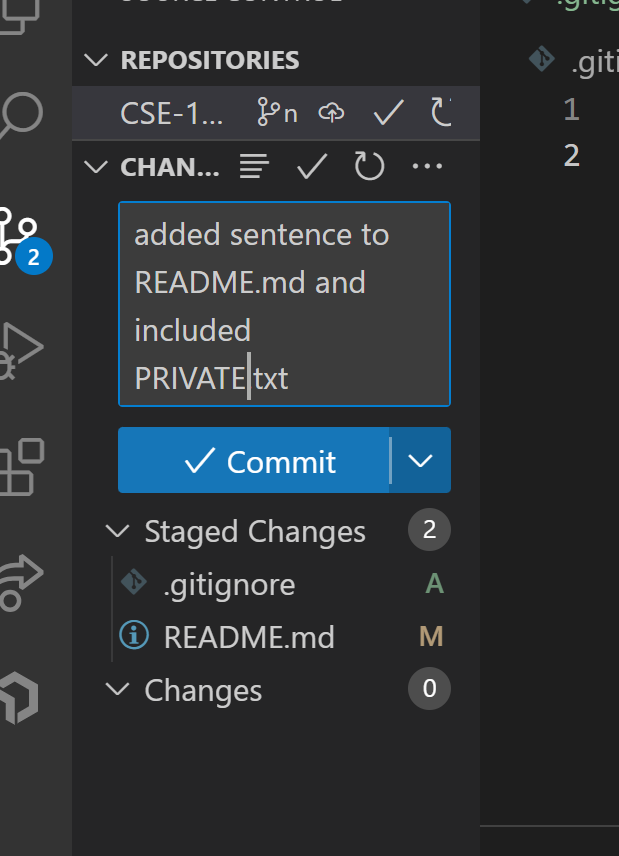 REPOSITORIES
CSE-1... n
CHAN...
added sentence to
README.md and
included
PRIVATE txt
Commit
Staged Changes 2
.gitignore A
README.md M
Changes 0
2
.giti
1
2